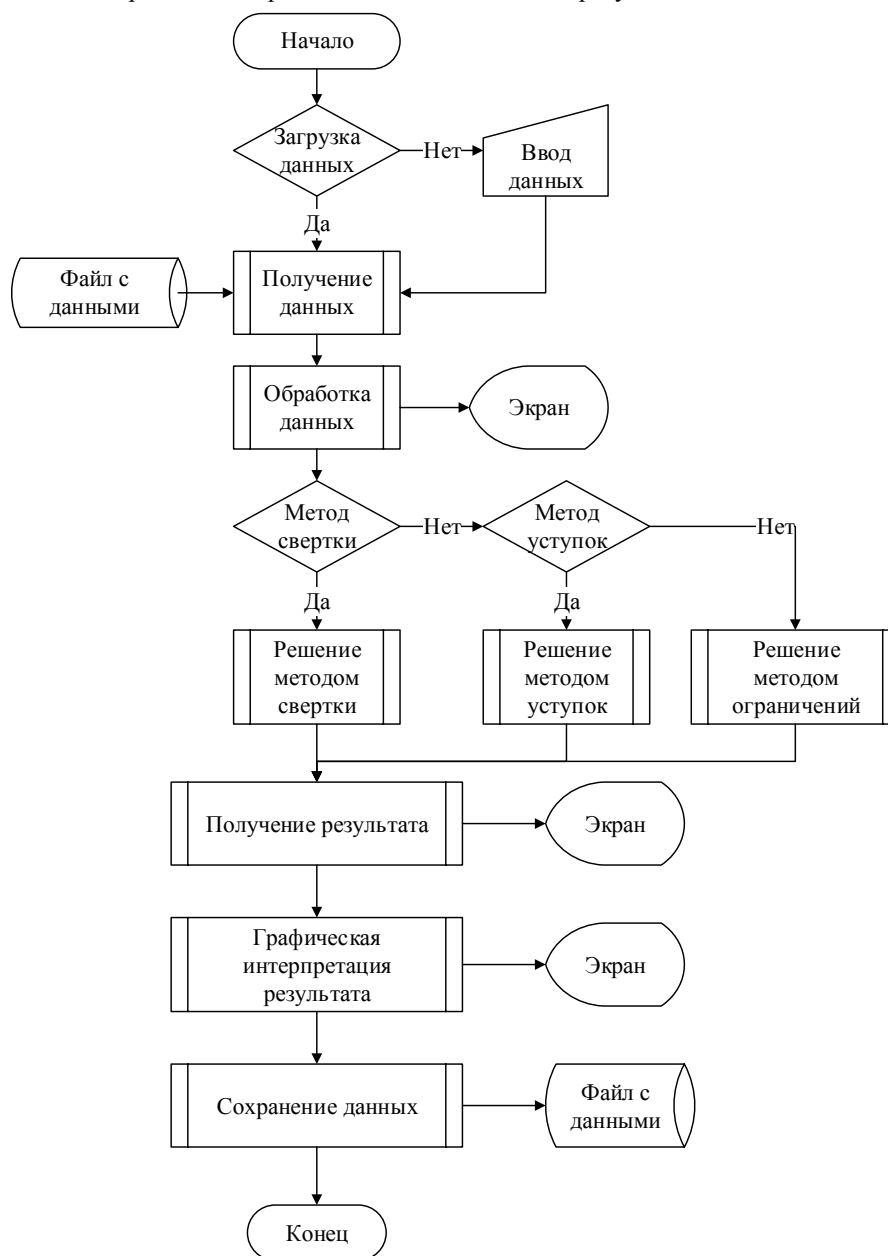 Начало
Загрузка
данных
Нет
Ввод
данных
Да
Файл с
данными
Получение
данных
Обработка
данных
Экран
Метод
свертки
Нет
Метод
уступок
Нет
Да
Да
Решение
методом
свертки
Решение
методом
уступок
Решение
методом
ограничений
Получение результата
Экран
Графическая
интерпретация
результата
Экран
Сохранение данных
Файл с
данными
Конец